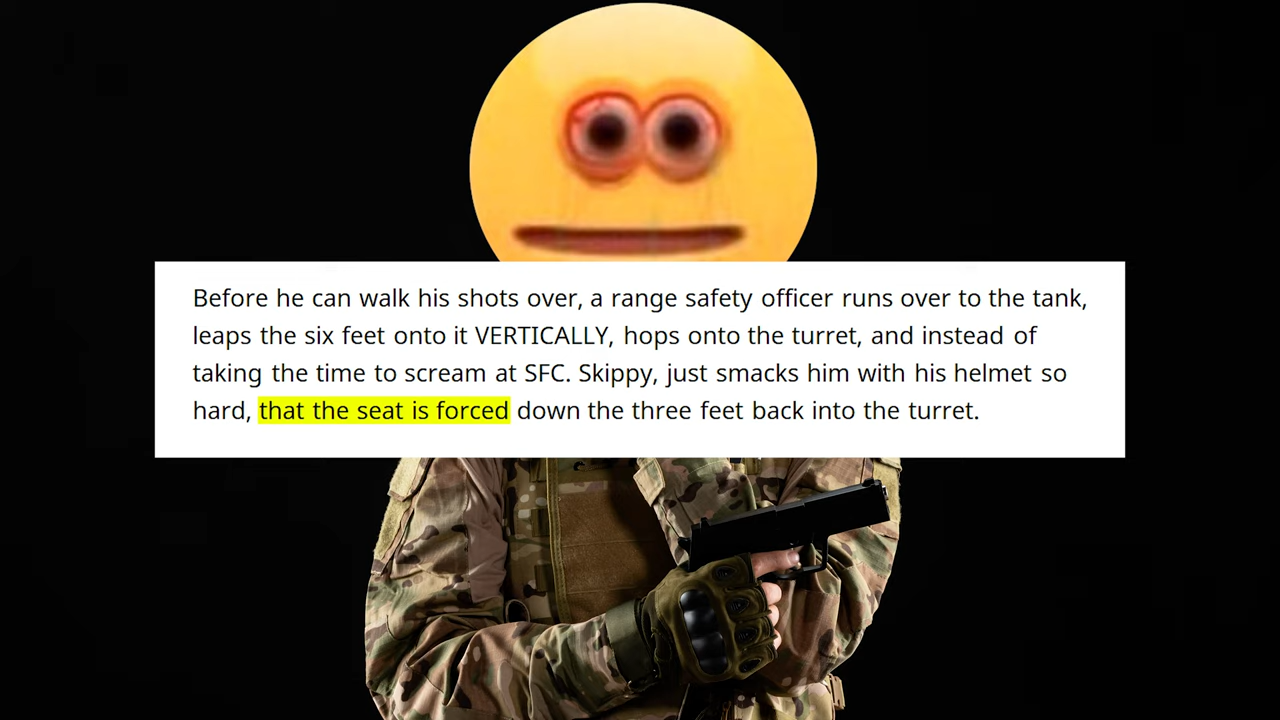 Before he can walk his shots over, a range safety officer runs over to the tank,
leaps the six feet onto it VERTICALLY, hops onto the turret, and instead of
taking the time to scream at SFC. Skippy, just smacks him with his helmet so
hard, that the seat is forced down the three feet back into the turret.